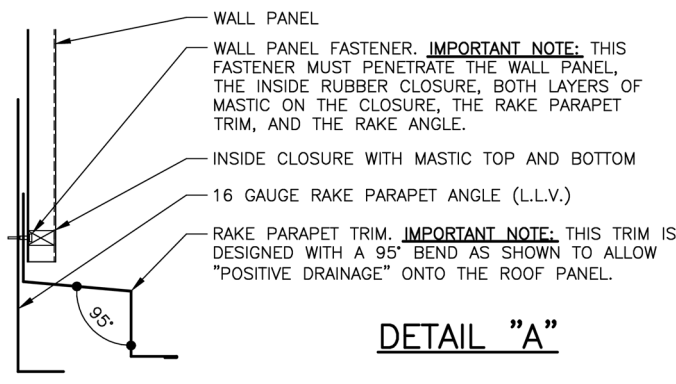 WALL PANEL
WALL PANEL FASTENER. IMPORTANT NOTE: THIS
FASTENER MUST PENETRATE THE WALL PANEL,
THE INSIDE RUBBER CLOSURE, BOTH LAYERS OF
MASTIC ON THE CLOSURE, THE RAKE PARAPET
TRIM, AND THE RAKE ANGLE.
INSIDE CLOSURE WITH MASTIC TOP AND BOTTOM
16 GAUGE RAKE PARAPET ANGLE (L.L.V.)
RAKE PARAPET TRIM. IMPORTANT NOTE: THIS TRIM IS
DESIGNED WITH A 95° BEND AS SHOWN TO ALLOW
"POSITIVE DRAINAGE" ONTO THE ROOF PANEL.
95°
DETAIL "A"